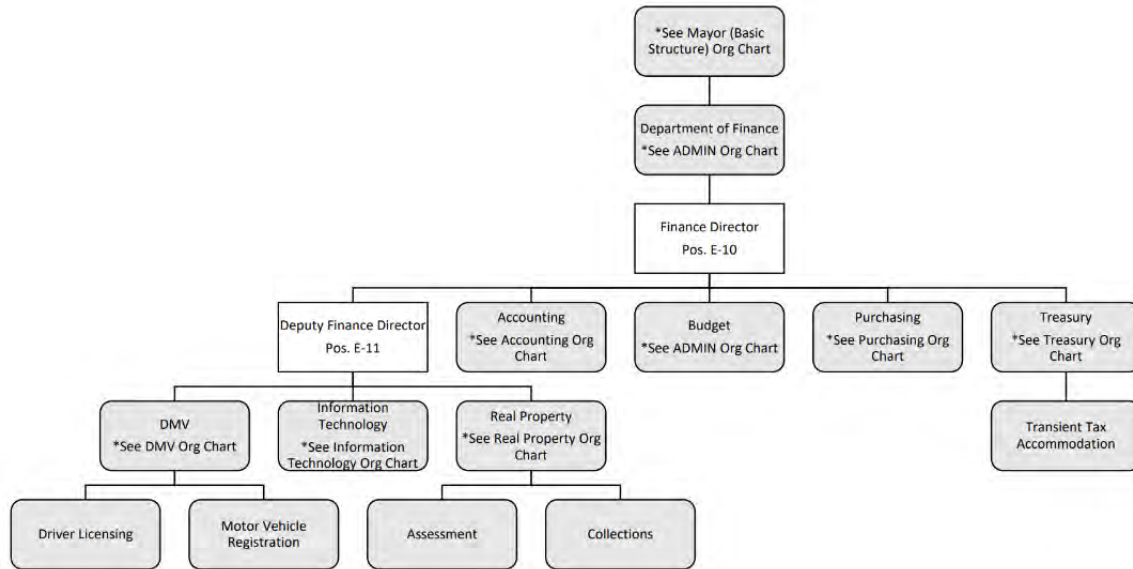 *See Mayor (Basic
Structure) Org Chart
Department of Finance
*See ADMIN Org Chart
Finance Director
Pos. E-10
Deputy Finance Director
Pos. E-11
Accounting
*See Accounting Org
Chart
Budget
*See ADMIN Org Chart
Purchasing
*See Purchasing Org
Chart
Treasury
*See Treasury Org
Chart
DMV
*See DMV Org Chart
Information
Technology
*See Information
Technology Org Chart
Real Property
*See Real Property Org
Chart
Transient Tax
Accommodation
Driver Licensing
Motor Vehicle
Registration
Assessment
Collections